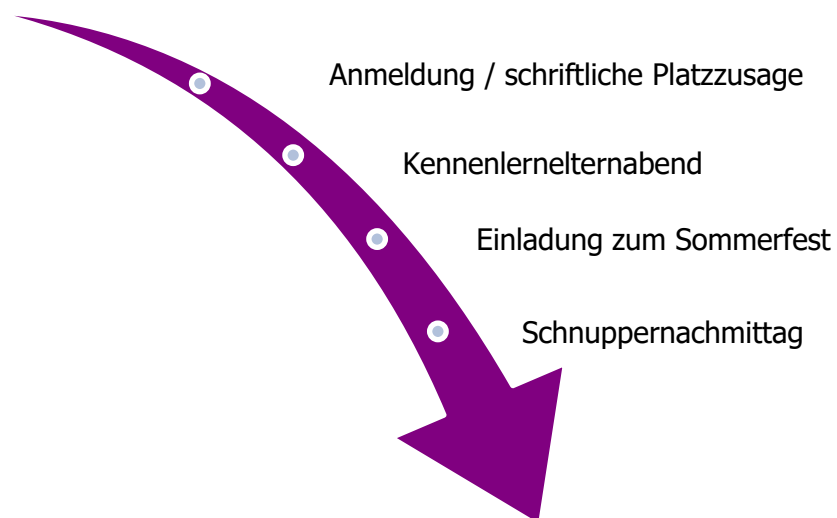 Anmeldung / schriftliche Platzzusage
Kennenlernelternabend
Einladung zum Sommerfest
Schnuppernachmittag